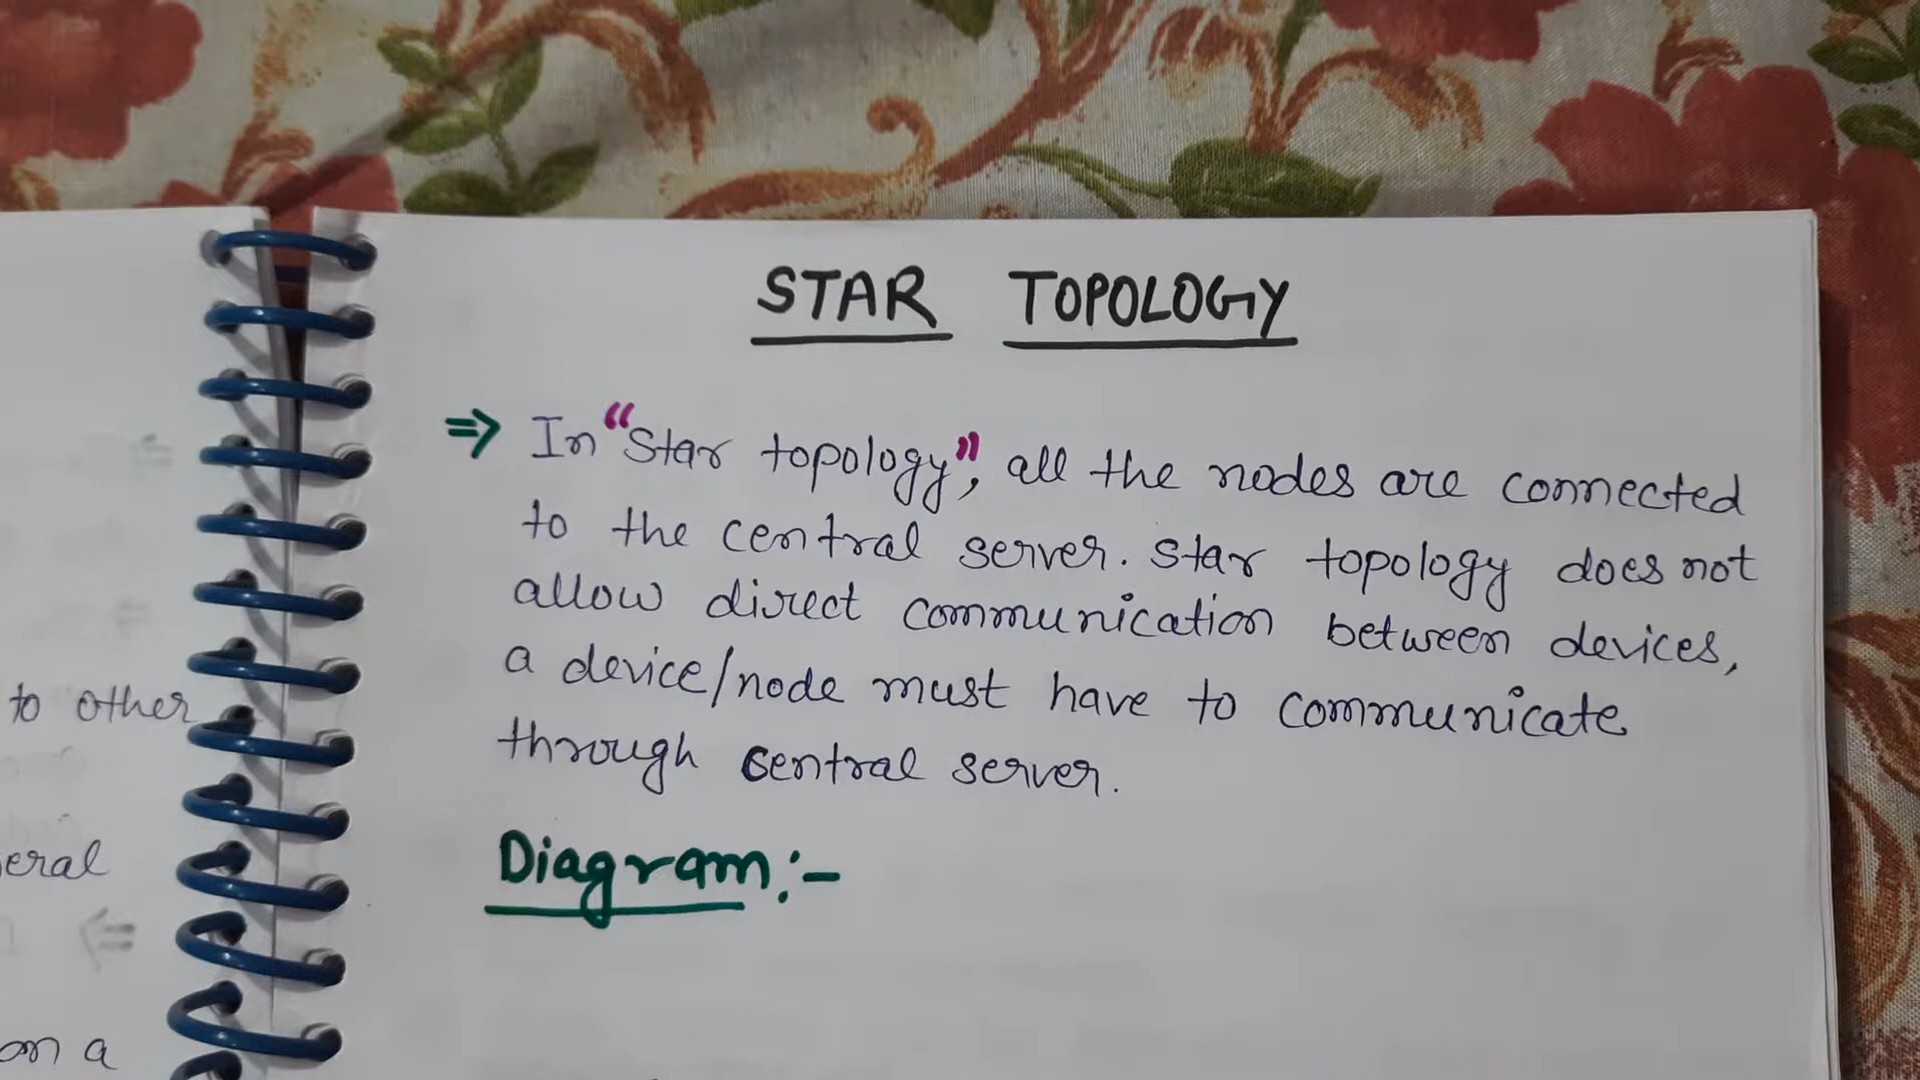 to other
eral
on a
STAR TOPOLOGY
⇒ In "Star topology", all the nodes are connected
to the central server. Star topology does not
allow direct communication between devices,
a device/node must have to communicate
through central server.
Diagram:-